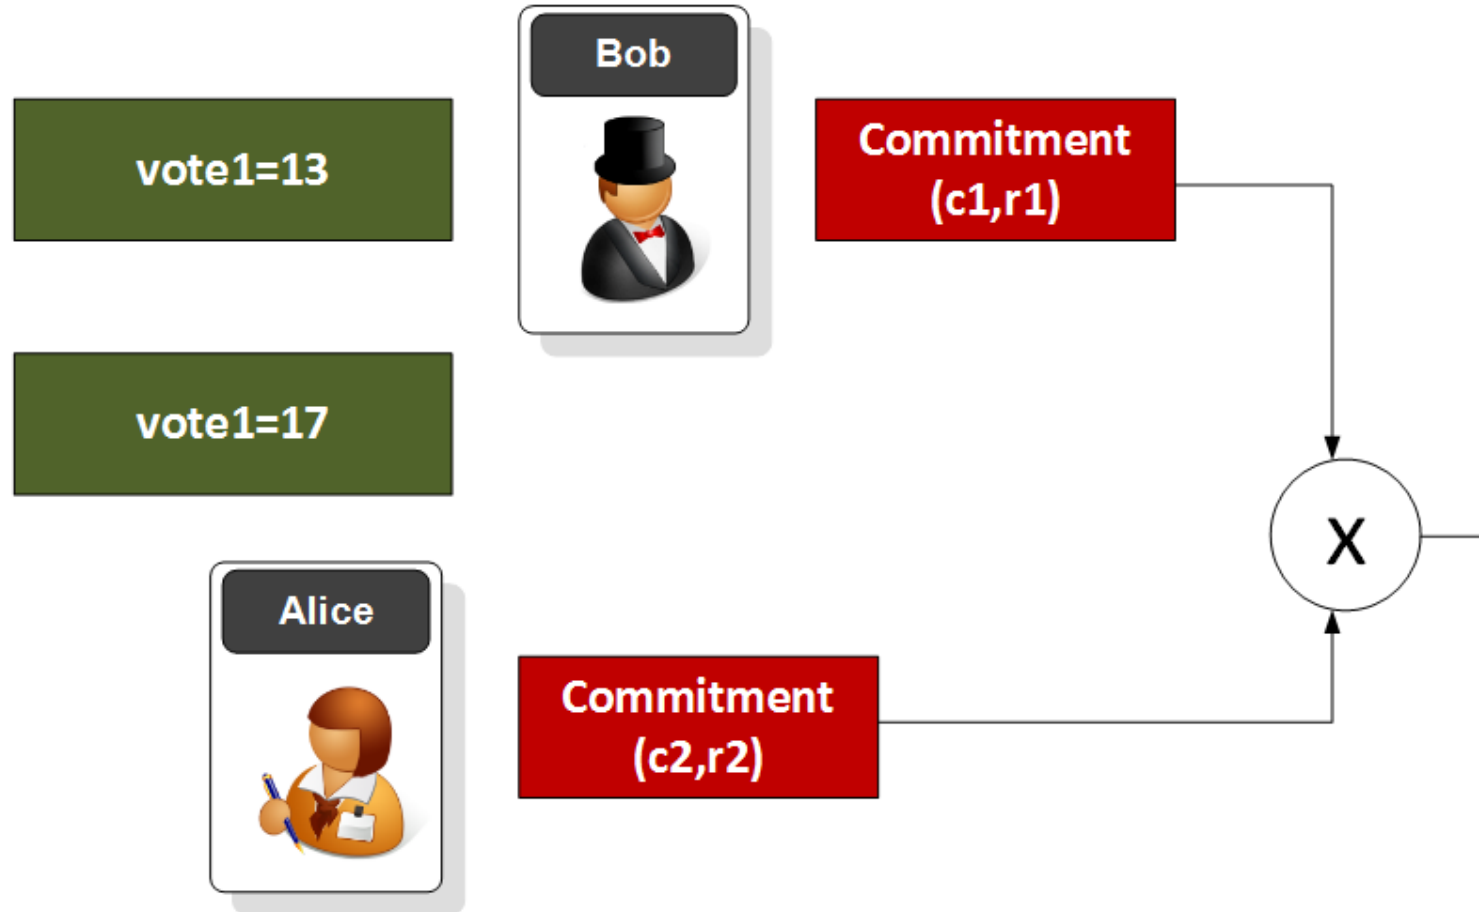 Bob
vote1=13
Commitment
(c1,r1)
vote1=17
X
Alice
Commitment
(c2,r2)